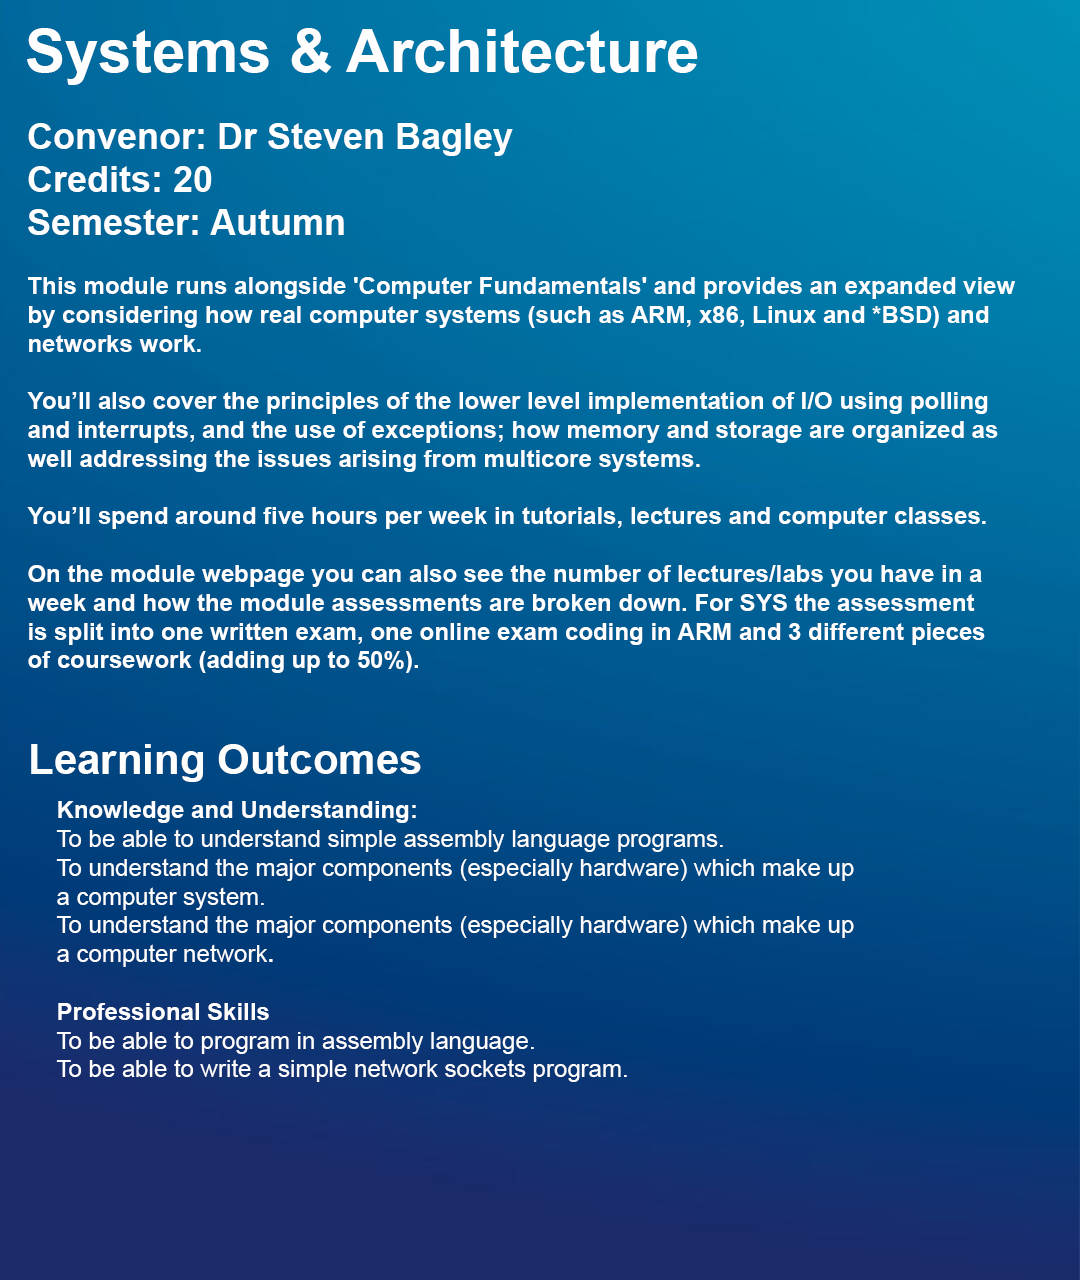 Systems & Architecture
Convenor: Dr Steven Bagley
Credits: 20
Semester: Autumn
This module runs alongside 'Computer Fundamentals' and provides an expanded view
by considering how real computer systems (such as ARM, x86, Linux and *BSD) and
networks work.
You’ll also cover the principles of the lower level implementation of I/O using polling
and interrupts, and the use of exceptions; how memory and storage are organized as
well addressing the issues arising from multicore systems.
You’ll spend around five hours per week in tutorials, lectures and computer classes.
On the module webpage you can also see the number of lectures/labs you have in a
week and how the module assessments are broken down. For SYS the assessment
is split into one written exam, one online exam coding in ARM and 3 different pieces
of coursework (adding up to 50%).
Learning Outcomes
Knowledge and Understanding:
To be able to understand simple assembly language programs.
To understand the major components (especially hardware) which make up
a computer system.
To understand the major components (especially hardware) which make up
a computer network.
Professional Skills
To be able to program in assembly language.
To be able to write a simple network sockets program.